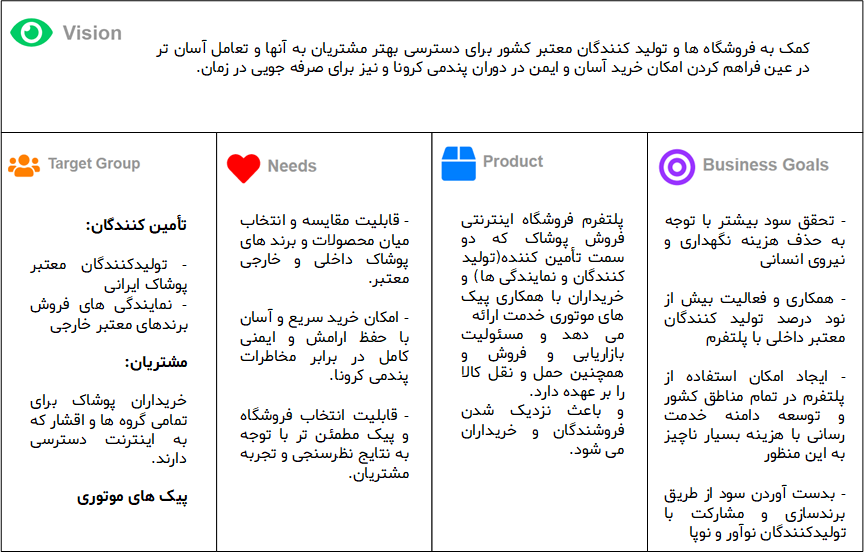 Vision
کمک به فروشگاه ها و تولید کنندگان معتبر کشور برای دسترسی بهتر مشتریان به آنها و تعامل آسان تر
در عین فراهم کردن امکان خرید آسان و ایمن در دوران پندمی کرونا و نیز برای صرفه جویی در زمان.
Target Group
تأمین کنندگان:
- تولیدکنندگان معتبر
پوشاک ایرانی
- نمایندگی های فروش
برندهای معتبر خارجی
مشتریان:
خریداران پوشاک برای
تمامی گروه ها و اقشار که
به اینترنت دسترسی
دارند.
پیک های موتوری
Needs
- قابلیت مقایسه و انتخاب
میان محصولات و برند های
پوشاک داخلی و خارجی
معتبر.
- امکان خرید سریع و آسان
با حفظ ارامش و ایمنی
کامل در برابر مخاطرات
پندمی کرونا.
- قابلیت انتخاب فروشگاه
و پیک مطمئن تر با توجه
به نتایج نظرسنجی و تجربه
مشتریان.
Product
پلتفرم فروشگاه اینترنتی
فروش پوشاک که دو
سمت تأمین کننده(تولید
کنندگان و نمایندگی ها) و
خریداران با همکاری پیک
های موتوری خدمت ارائه
می دهد و مسئولیت
بازاریابی و فروش و
همچنین حمل و نقل کالا
را بر عهده دارد.
و باعث نزدیک شدن
فروشندگان و خریداران
می شود.
Business Goals
- تحقق سود بیشتر با توجه
به حذف هزینه نگهداری و
نیروی انسانی
- همکاری و فعالیت بیش از
نود درصد تولید کنندگان
معتبر داخلی با پلتفرم
- ایجاد امکان استفاده از
پلتفرم در تمام مناطق کشور
و توسعه دامنه خدمت
رسانی با هزینه بسیار ناچیز
به این منظور
- بدست آوردن سود از طریق
برندسازی و مشارکت با
تولیدکنندگان نوآور و نوپا